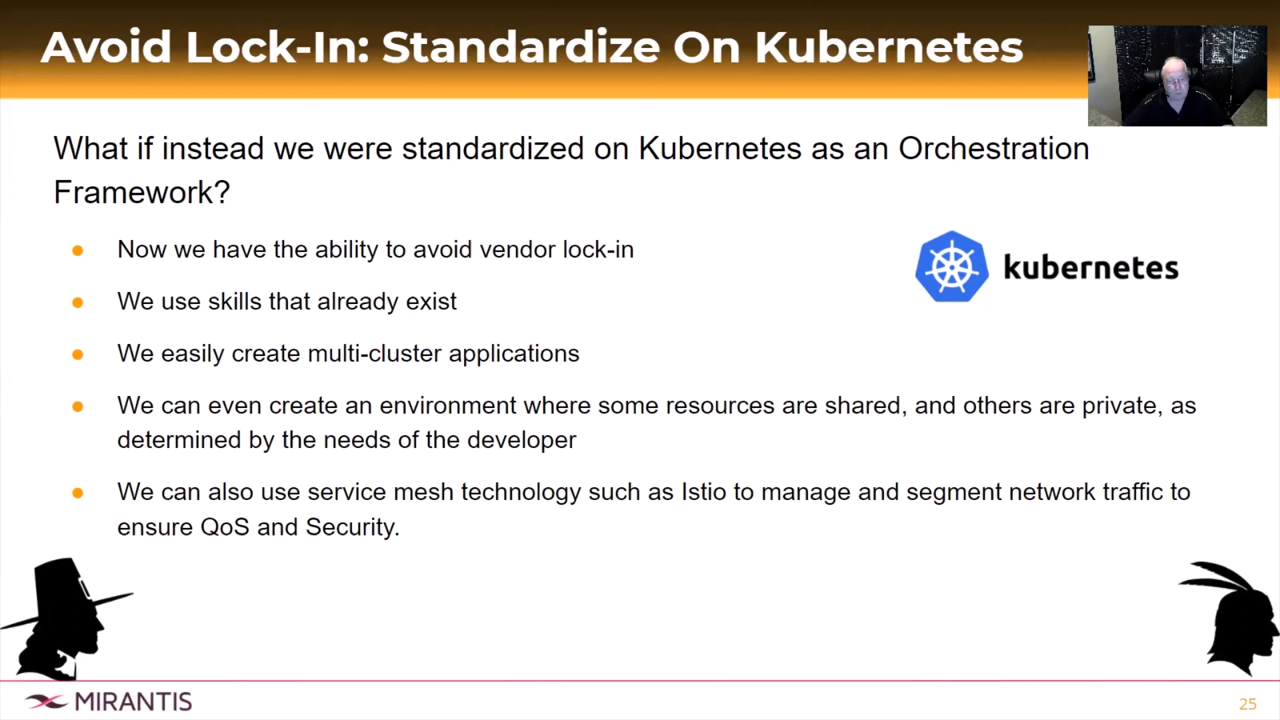 Avoid Lock-In: Standardize On Kubernetes
What if instead we were standardized on Kubernetes as an Orchestration
Framework?
● Now we have the ability to avoid vendor lock-in
kubernetes
● We use skills that already exist
● We easily create multi-cluster applications
● We can even create an environment where some resources are shared, and others are private, as
determined by the needs of the developer
● We can also use service mesh technology such as Istio to manage and segment network traffic to
ensure QoS and Security.
MIRANTIS
25